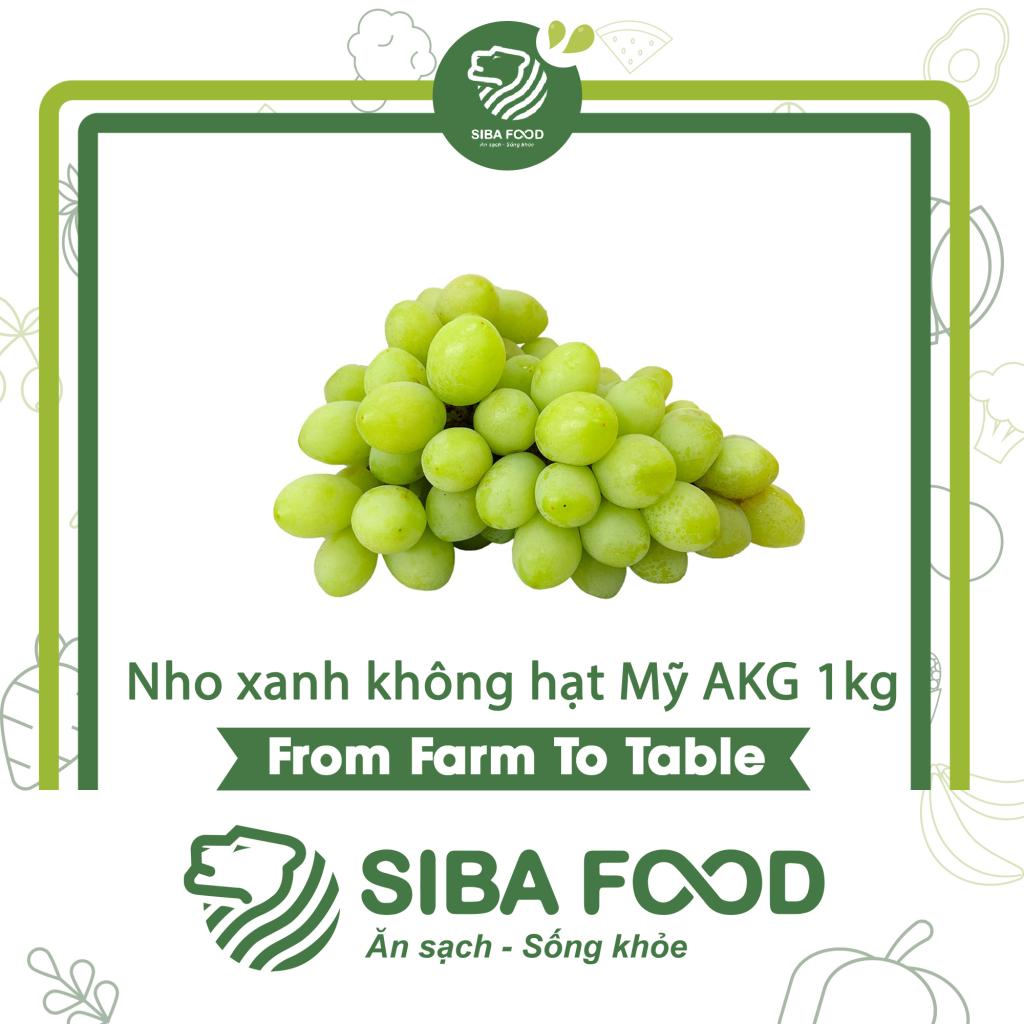 SIBA FOOD
Ăn sạch - Sống khỏe
Nho xanh không hạt Mỹ AKG 1kg
From Farm To Table
SIBA FOOD
Ăn sạch - Sống khỏe